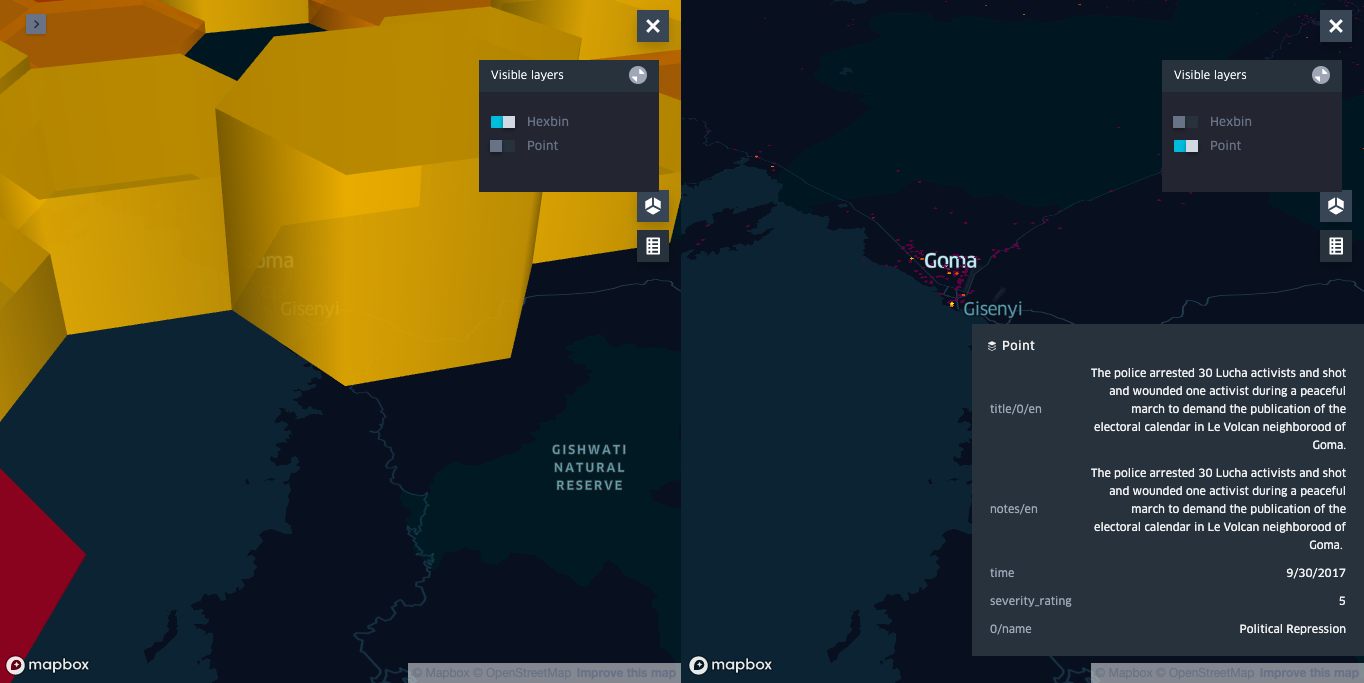 Visible layers
Hexbin
Point
Goma
Gisenyi
GISHWATI
NATURAL
RESERVE
mapbox
© Mapbox © OpenStreetMap Improve this map
Visible layers
Hexbin
Point
Goma
Gisenyi
Point
title/0/en
The police arrested 30 Lucha activists and shot
and wounded one activist during a peaceful
march to demand the publication of the
electoral calendar in Le Volcan neighborood of
Goma.
notes/en
The police arrested 30 Lucha activists and shot
and wounded one activist during a peaceful
march to demand the publication of the
electoral calendar in Le Volcan neighborood of
Goma.
time
9/30/2017
severity_rating
5
0/name
Political Repression
mapbox
© Mapbox © OpenStreetMap Improve this map